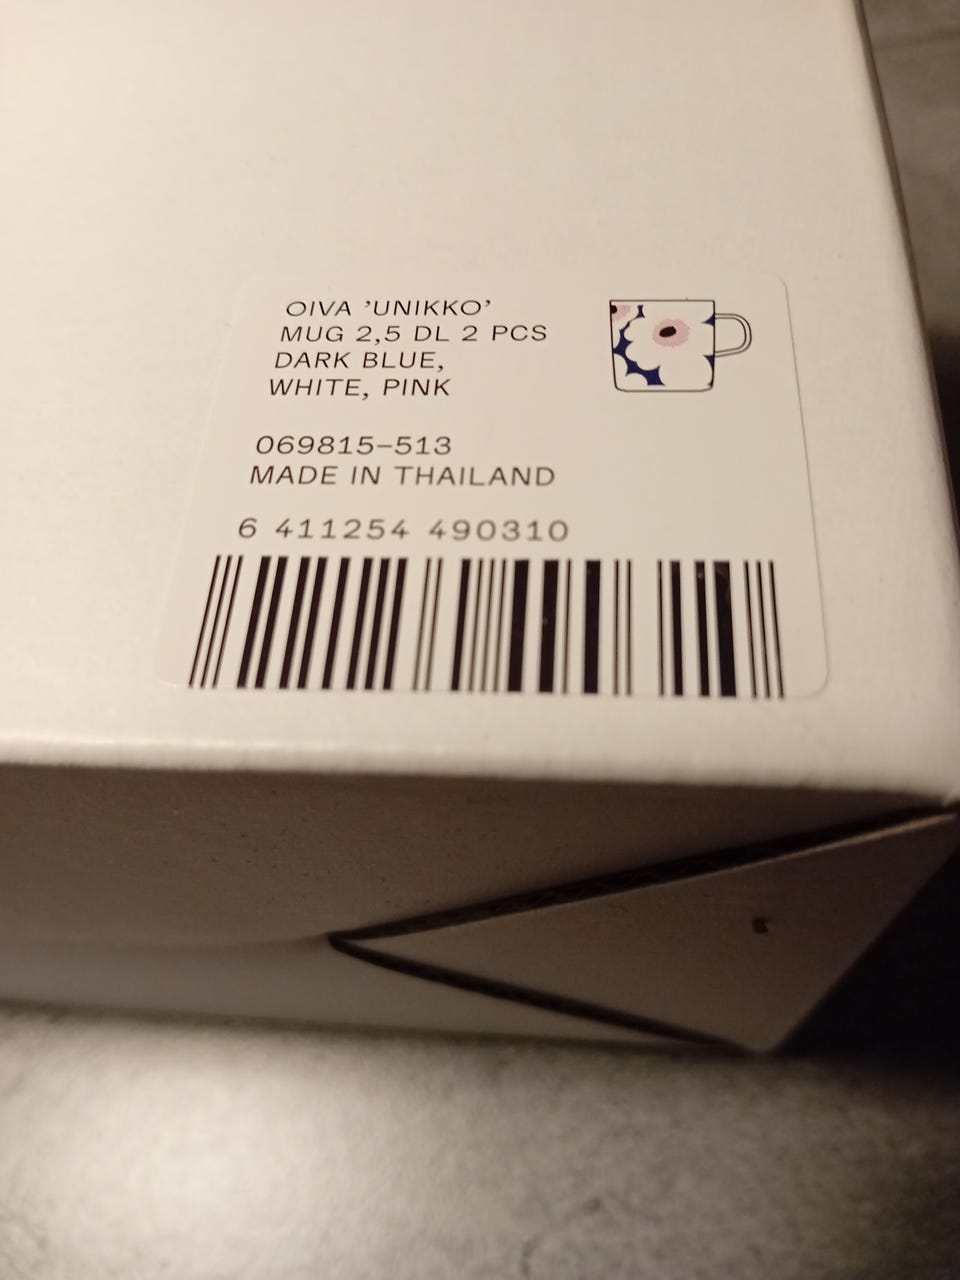 OIVA ’UNIKKO’
MUG 2,5 DL 2 PCS
DARK BLUE,
WHITE, PINK
069815–513
MADE IN THAILAND
6 411254 490310